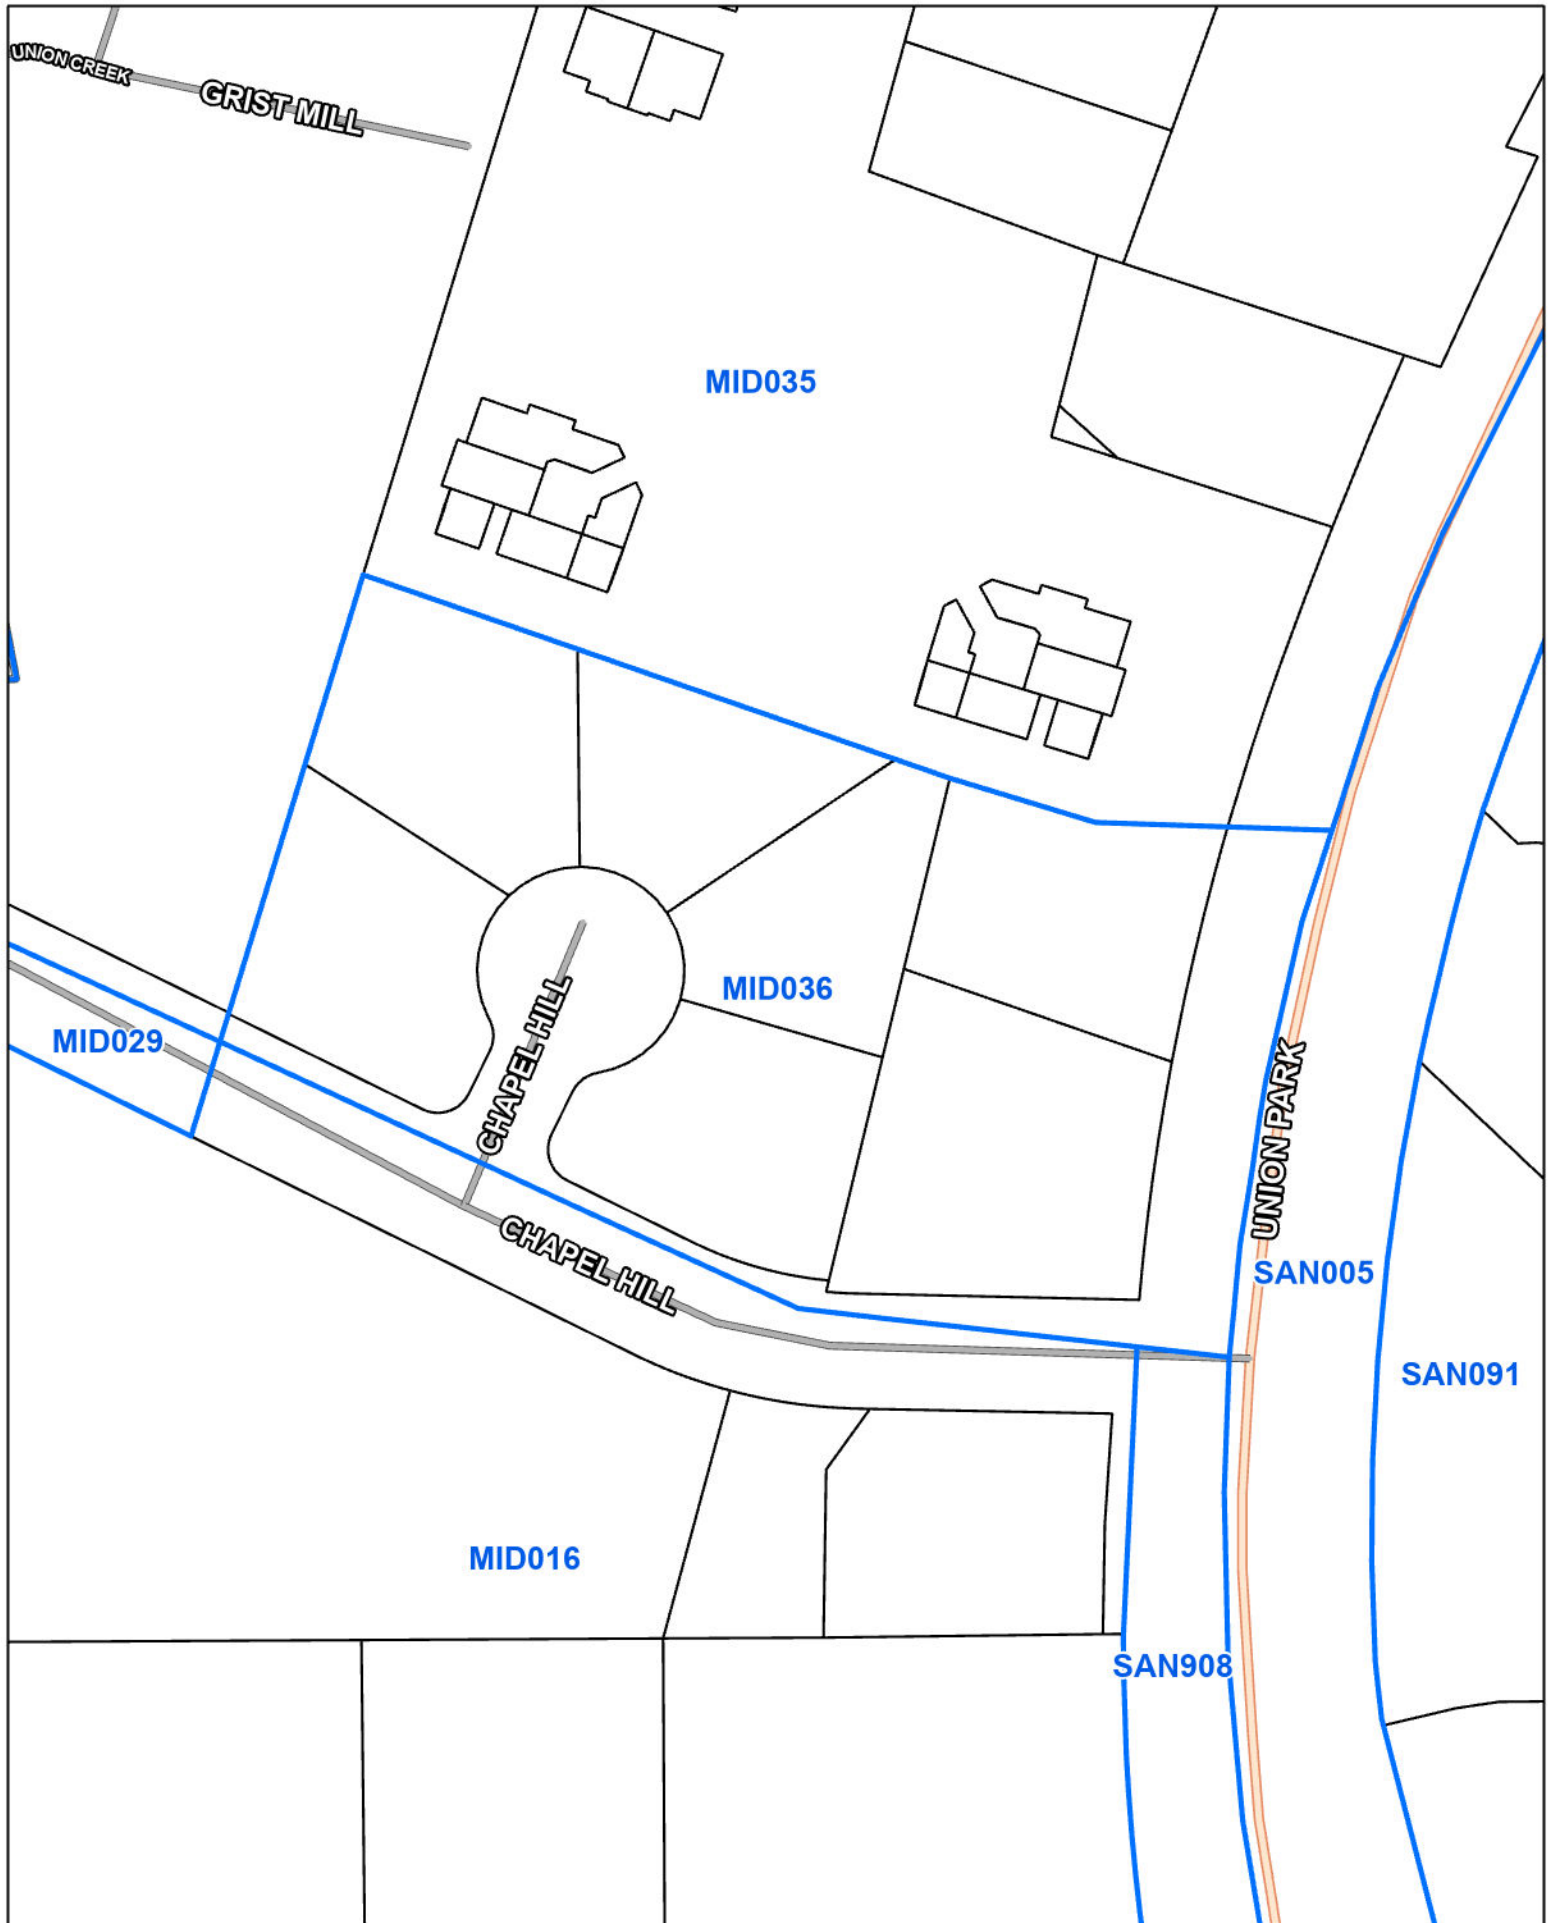 UNION CREEK
GRIST MILL
MID035
MID036
CHAPEL HILL
MID029
UNION PARK
CHAPEL HILL
SAN005
SAN091
MID016
SAN908